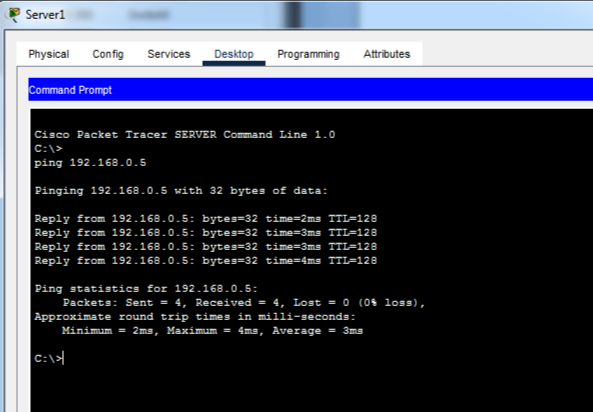 Server1
Physical Config Services Desktop Programming Attributes
Command Prompt
Cisco Packet Tracer SERVER Command Line 1.0
C:\>
ping 192.168.0.5
Pinging 192.168.0.5 with 32 bytes of data:
Reply from 192.168.0.5: bytes=32 time=2ms TTL=128
Reply from 192.168.0.5: bytes=32 time=3ms TTL=128
Reply from 192.168.0.5: bytes=32 time=3ms TTL=128
Reply from 192.168.0.5: bytes=32 time=4ms TTL=128
Ping statistics for 192.168.0.5:
Packets: Sent = 4, Received = 4, Lost = 0 (0% loss),
Approximate round trip times in milli-seconds:
Minimum = 2ms, Maximum = 4ms, Average = 3ms
C:\>